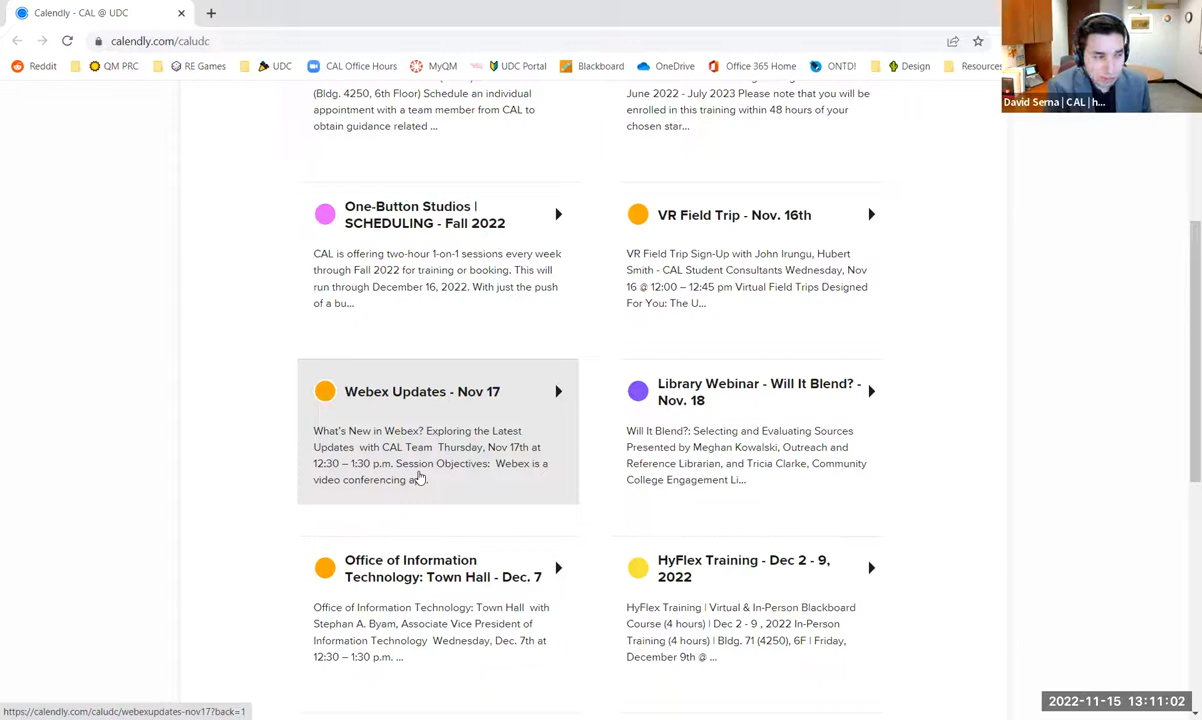 Calendly - CAL @ UDC
calendly.com/caludc
Reddit QM PRC RE Games UDC CAL Office Hours MyQM UDC Portal Blackboard OneDrive Office 365 Home ONTD! Design Resources
David Serna | CAL | h...
(Bldg. 4250, 6th Floor) Schedule an individual
appointment with a team member from CAL to
obtain guidance related ...
June 2022 - July 2023 Please note that you will be
enrolled in this training within 48 hours of your
chosen star...
One-Button Studios |
SCHEDULING - Fall 2022
CAL is offering two-hour 1-on-1 sessions every week
through Fall 2022 for training or booking. This will
run through December 16, 2022. With just the push
of a bu...
VR Field Trip - Nov. 16th
VR Field Trip Sign-Up with John Irungu, Hubert
Smith - CAL Student Consultants Wednesday, Nov
16 @ 12:00 – 12:45 pm Virtual Field Trips Designed
For You: The U...
Webex Updates - Nov 17
What's New in Webex? Exploring the Latest
Updates with CAL Team Thursday, Nov 17th at
12:30 – 1:30 p.m. Session Objectives: Webex is a
video conferencing
Library Webinar - Will It Blend? -
Nov. 18
Will It Blend?: Selecting and Evaluating Sources
Presented by Meghan Kowalski, Outreach and
Reference Librarian, and Tricia Clarke, Community
College Engagement Li...
Office of Information
Technology: Town Hall - Dec. 7
Office of Information Technology: Town Hall with
Stephan A. Byam, Associate Vice President of
Information Technology Wednesday, Dec. 7th at
12:30 – 1:30 p.m. ...
HyFlex Training - Dec 2 - 9,
2022
HyFlex Training | Virtual & In-Person Blackboard
Course (4 hours) | Dec 2 - 9 , 2022 In-Person
Training (4 hours) | Bldg. 71 (4250), 6F | Friday,
December 9th @ ...
https://calendly.com/caludc/webexupdates-nov17?back=1
2022-11-15 13:11:02